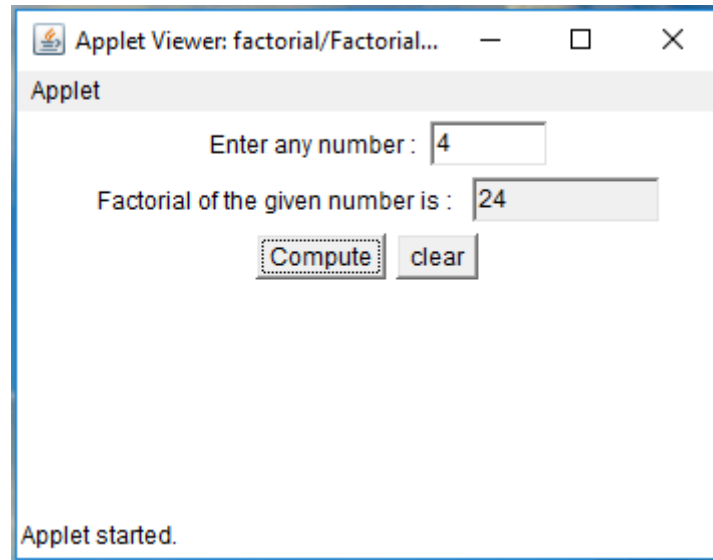 Applet Viewer: factorial/Factorial...
Applet
Enter any number : 4
Factorial of the given number is : 24
Compute clear
Applet started.